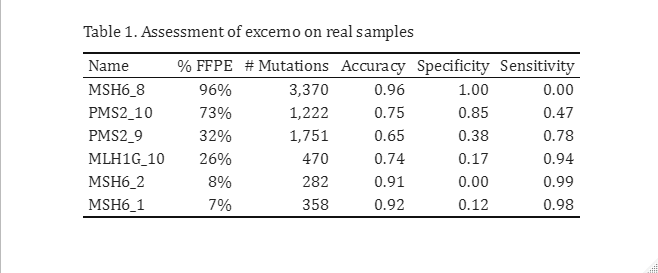 Table 1. Assessment of excerno on real samples
Name % FFPE # Mutations Accuracy Specificity Sensitivity
MSH6_8 96% 3,370 0.96 1.00 0.00
PMS2_10 73% 1,222 0.75 0.85 0.47
PMS2_9 32% 1,751 0.65 0.38 0.78
MLH1G_10 26% 470 0.74 0.17 0.94
MSH6_2 8% 282 0.91 0.00 0.99
MSH6_1 7% 358 0.92 0.12 0.98